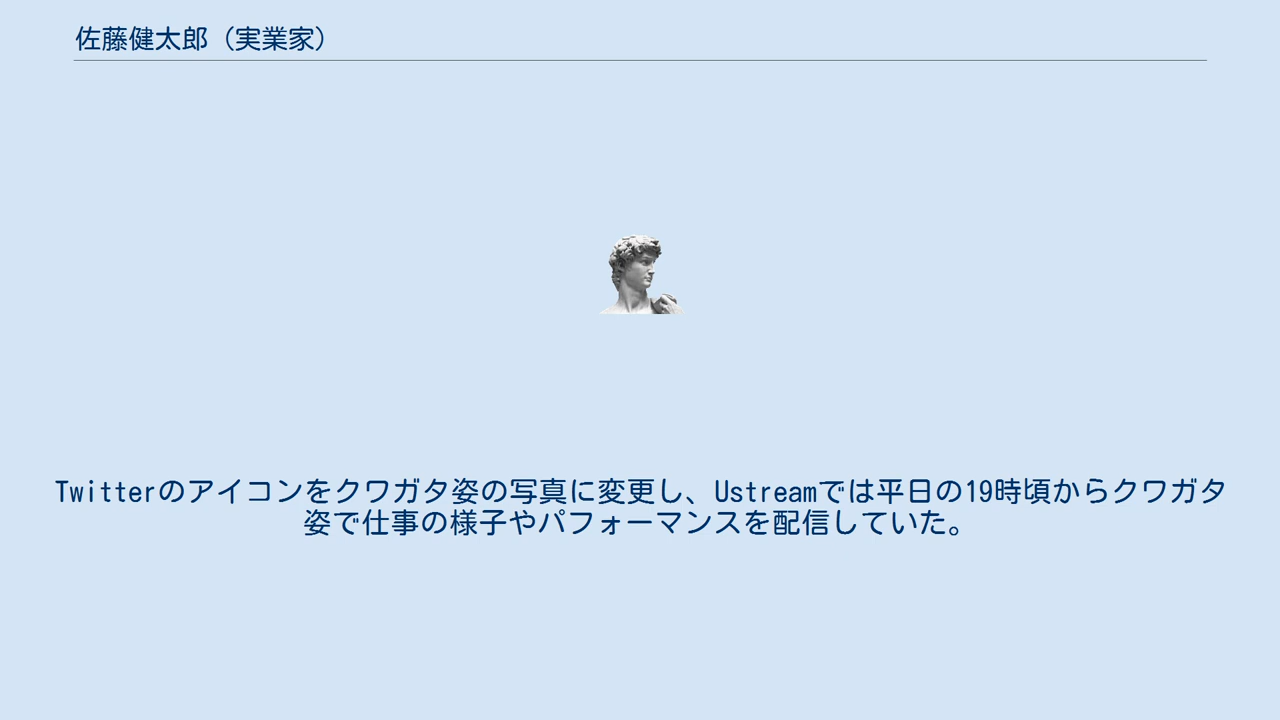 佐藤健太郎（実業家）
Twitterのアイコンをクワガタ姿の写真に変更し、Ustreamでは平日の19時頃からクワガタ
姿で仕事の様子やパフォーマンスを配信していた。